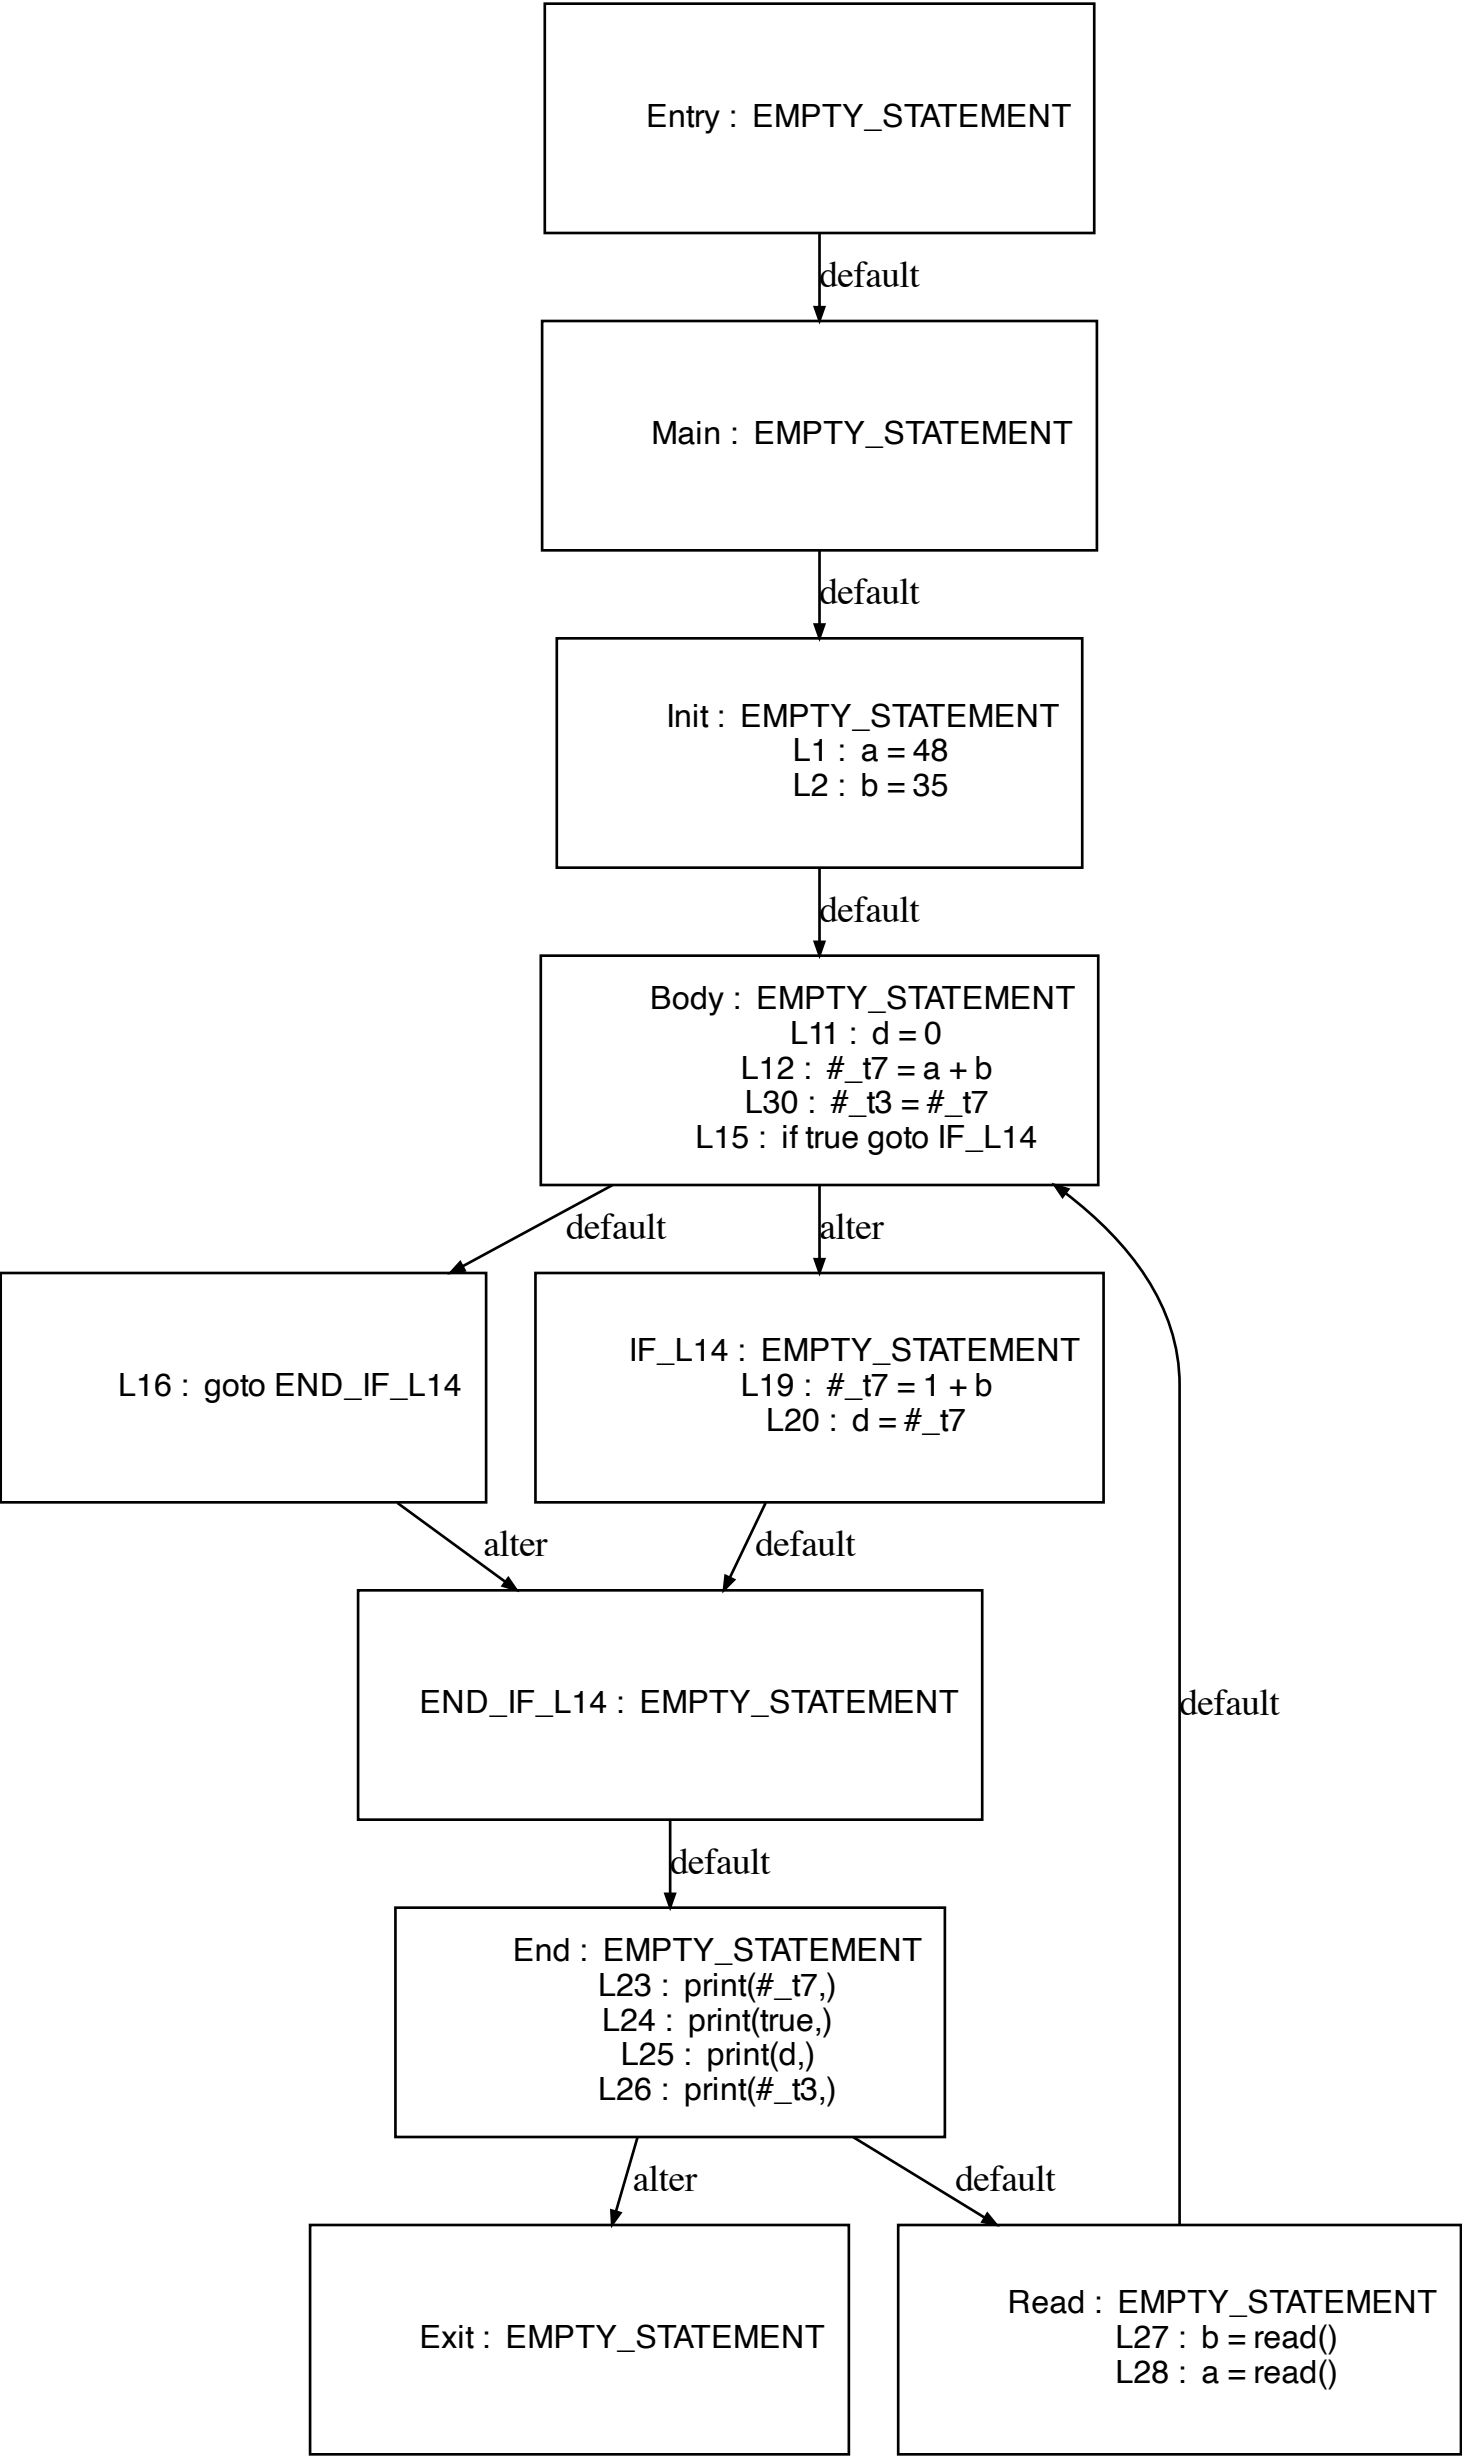 Entry :  EMPTY_STATEMENT
default
Main :  EMPTY_STATEMENT
default
Init :  EMPTY_STATEMENT
L1 :  a = 48
L2 :  b = 35
default
Body :  EMPTY_STATEMENT
L11 :  d = 0
L12 :  #_t7 = a + b
L30 :  #_t3 = #_t7
L15 :  if true goto IF_L14
default
alter
L16 :  goto END_IF_L14
IF_L14 :  EMPTY_STATEMENT
L19 :  #_t7 = 1 + b
L20 :  d = #_t7
alter
default
END_IF_L14 :  EMPTY_STATEMENT
default
default
End :  EMPTY_STATEMENT
L23 :  print(#_t7,)
L24 :  print(true,)
L25 :  print(d,)
L26 :  print(#_t3,)
alter
default
Exit :  EMPTY_STATEMENT
Read :  EMPTY_STATEMENT
L27 :  b = read()
L28 :  a = read()